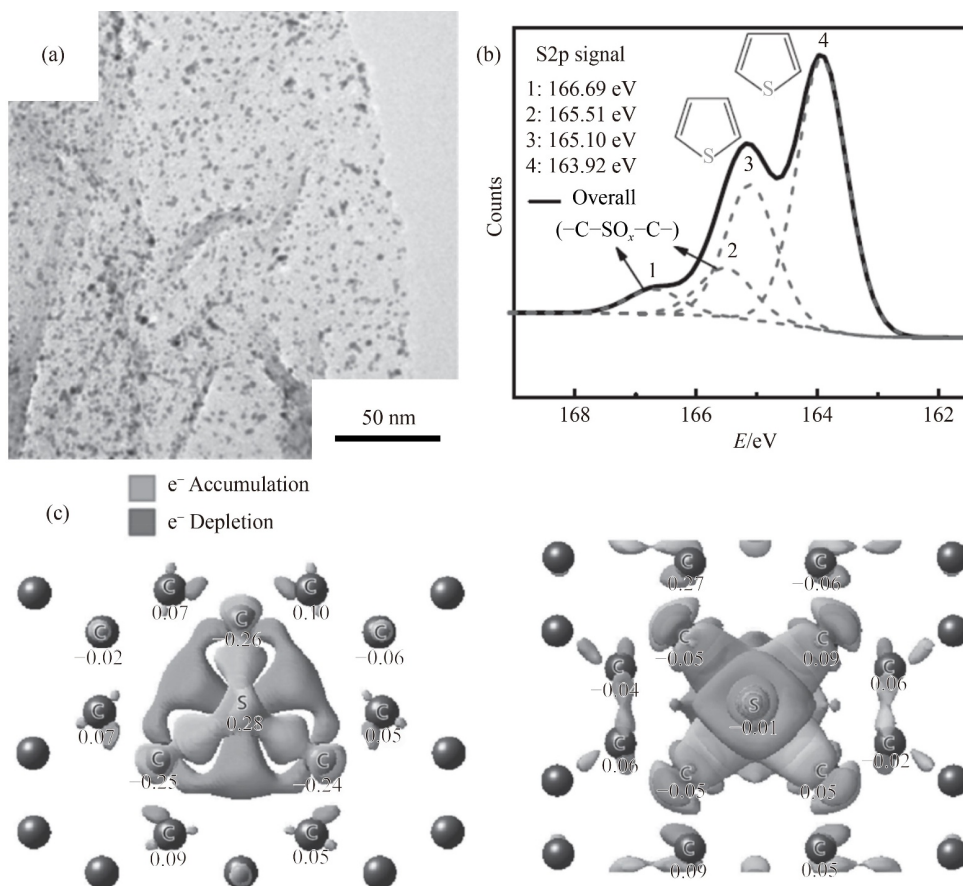 (a)
50 nm
(b)
S2p signal
1: 166.69 eV
2: 165.51 eV
3: 165.10 eV
4: 163.92 eV
Overall
(−C−SOₓ−C−)
1
2
3
4
S
S
Counts
168
166
164
162
E/eV
e⁻ Accumulation
e⁻ Depletion
(c)
C
0.07
C
0.10
C
−0.26
C
−0.02
C
−0.06
S
0.28
C
0.07
C
0.05
C
−0.25
C
−0.24
C
0.09
C
0.05
C
0.27
C
−0.06
C
−0.05
C
0.09
C
−0.04
C
0.06
S
−0.01
C
0.06
C
−0.02
C
−0.05
C
0.05
C
0.09
C
0.05